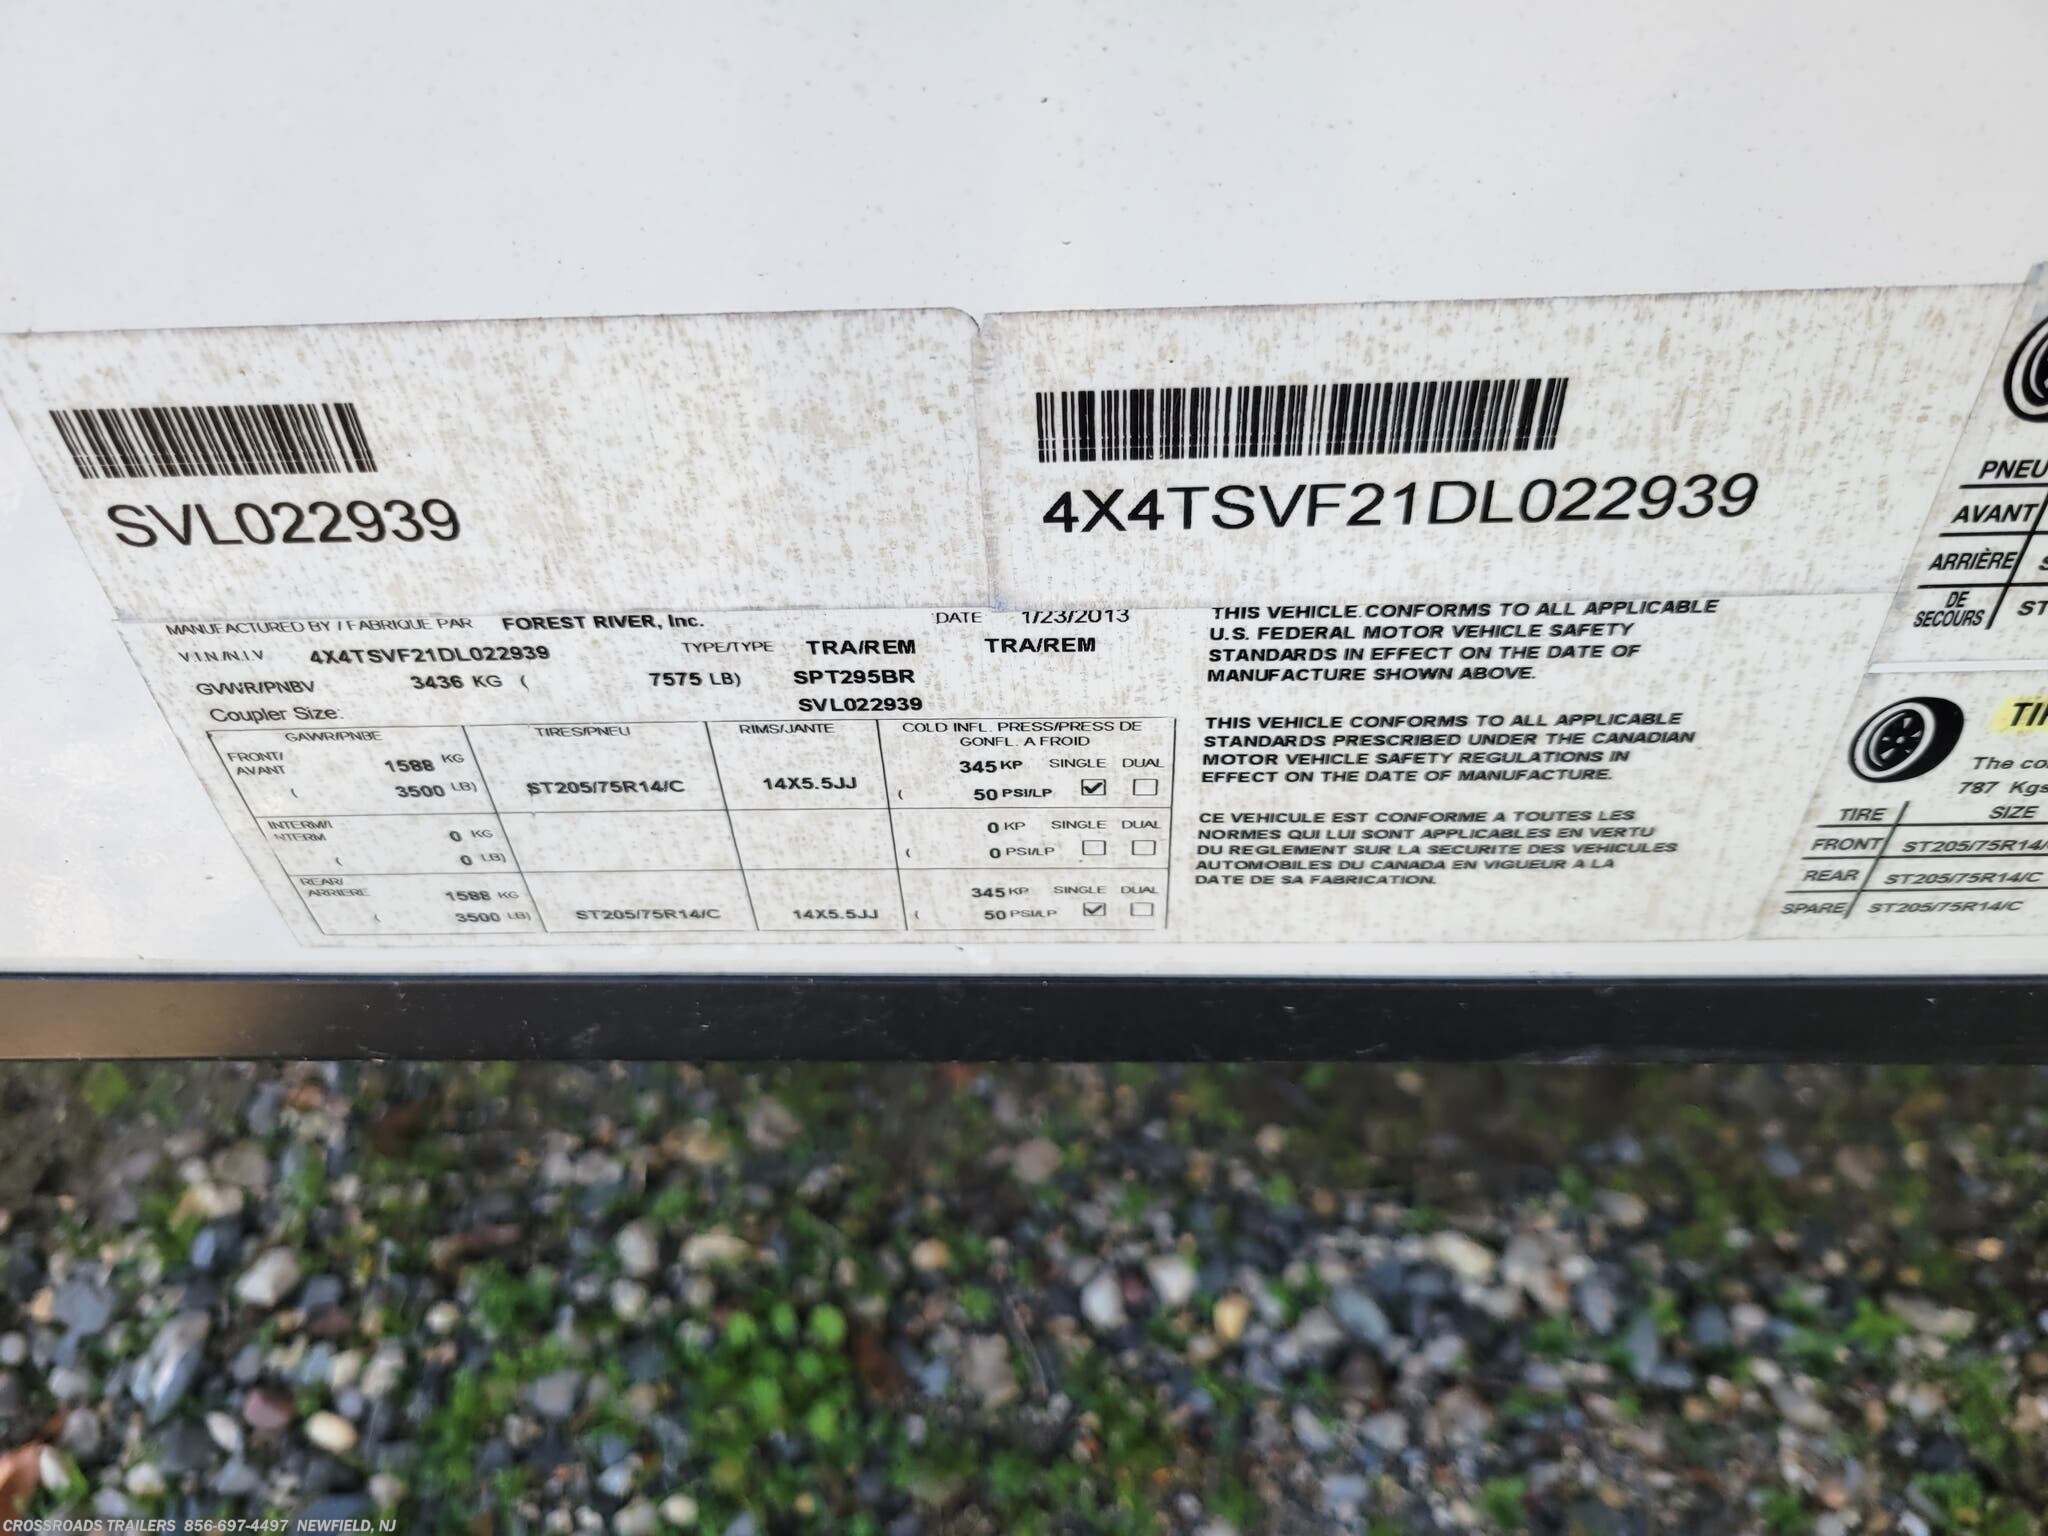 SVL022939
4X4TSVF21DL022939
MANUFACTURED BY / FABRIQUE PAR FOREST RIVER, Inc. DATE 1/23/2013
V.I.N./N.I.V 4X4TSVF21DL022939 TYPE/TYPE TRA/REM TRA/REM
GVWR/PNBV 3436 KG ( 7575 LB) SPT295BR
SVL022939
Coupler Size:
GAWR/PNBE TIRES/PNEU RIMS/JANTE COLD INFL. PRESS/PRESS DE
GONFL. A FROID
FRONT/
AVANT 1588 KG 345 KP SINGLE DUAL
( 3500 LB) ST205/75R14/C 14X5.5JJ ( 50 PSI/LP
INTERM/I
NTERM 0 KG 0 KP SINGLE DUAL
( 0 LB) ( 0 PSI/LP
REAR/
ARRIERE 1588 KG 345 KP SINGLE DUAL
( 3500 LB) ST205/75R14/C 14X5.5JJ ( 50 PSI/LP
THIS VEHICLE CONFORMS TO ALL APPLICABLE
U.S. FEDERAL MOTOR VEHICLE SAFETY
STANDARDS IN EFFECT ON THE DATE OF
MANUFACTURE SHOWN ABOVE.
THIS VEHICLE CONFORMS TO ALL APPLICABLE
STANDARDS PRESCRIBED UNDER THE CANADIAN
MOTOR VEHICLE SAFETY REGULATIONS IN
EFFECT ON THE DATE OF MANUFACTURE.
CE VEHICULE EST CONFORME A TOUTES LES
NORMES QUI LUI SONT APPLICABLES EN VERTU
DU REGLEMENT SUR LA SECURITE DES VEHICULES
AUTOMOBILES DU CANADA EN VIGUEUR A LA
DATE DE SA FABRICATION.
PNEU
AVANT
ARRIÈRE S
DE
SECOURS ST
TI
The co
787 Kgs
TIRE SIZE
FRONT ST205/75R14/
REAR ST205/75R14/C
SPARE ST205/75R14/C
CROSSROADS TRAILERS 856-697-4497 NEWFIELD, NJ